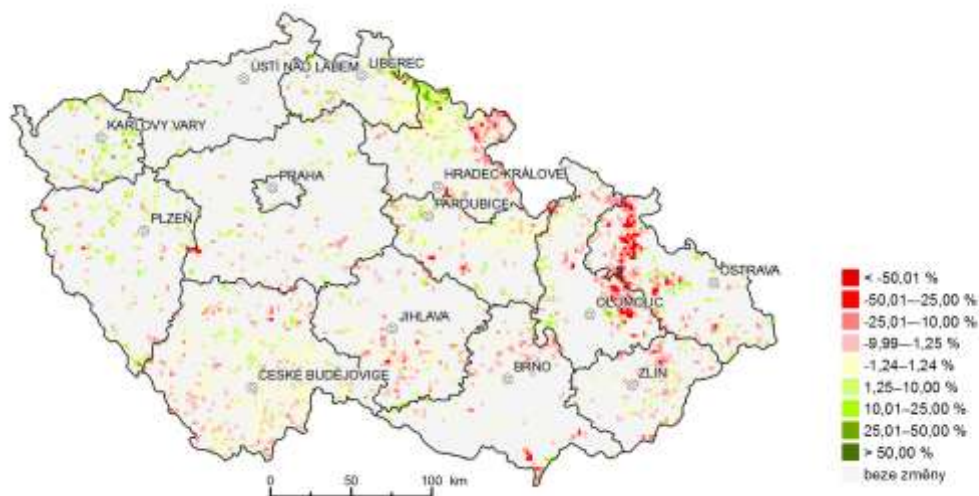 ÚSTÍ NAD LABEM
LIBEREC
KARLOVY VARY
PRAHA
HRADEC KRÁLOVÉ
PARDUBICE
PLZEŇ
OSTRAVA
OLOMOUC
JIHLAVA
BRNO
ZLÍN
ČESKÉ BUDĚJOVICE
< -50,01 %
-50,01–-25,00 %
-25,01–-10,00 %
-9,99–-1,25 %
-1,24–1,24 %
1,25–10,00 %
10,01–25,00 %
25,01–50,00 %
> 50,00 %
beze změny
0 50 100 km